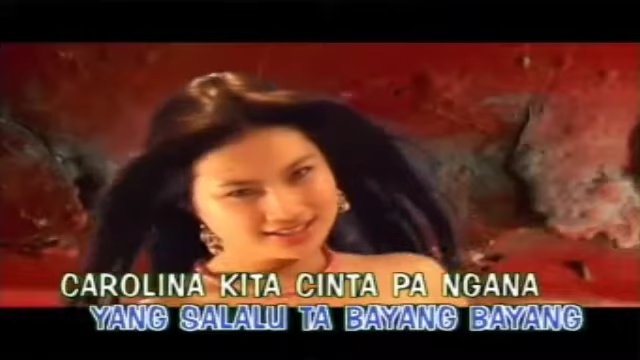 CAROLINA KITA CINTA PA NGANA
YANG SALALU TA BAYANG BAYANG